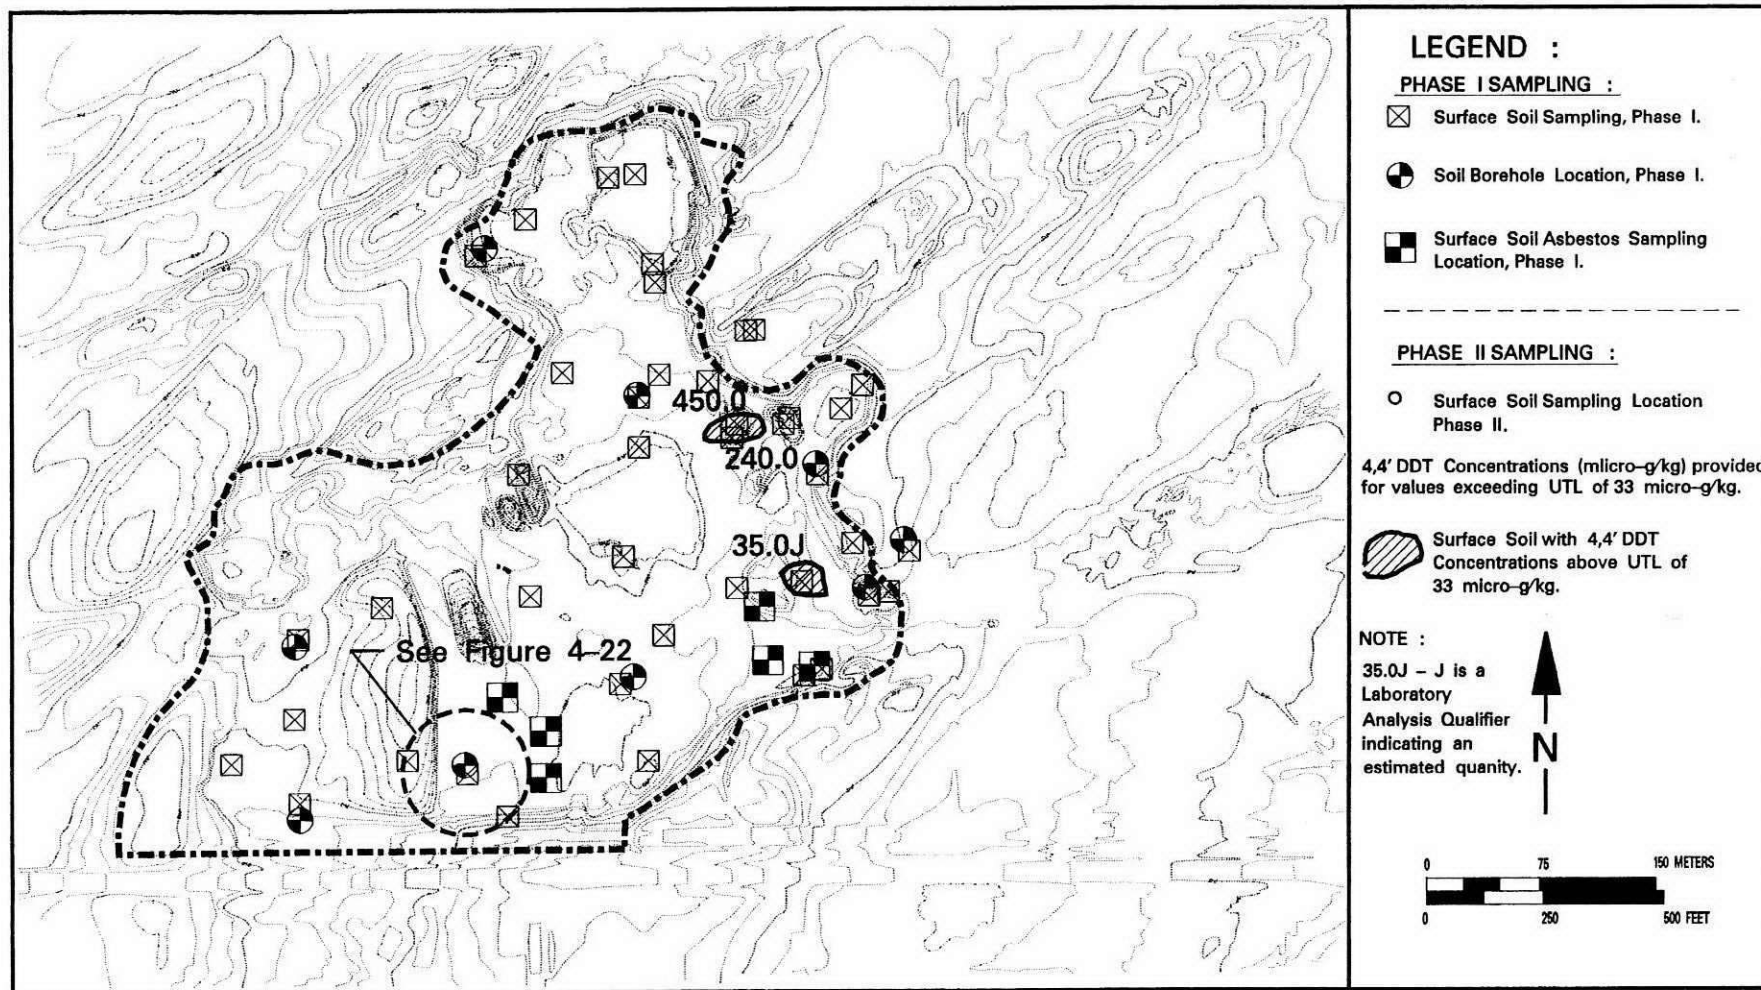 450.0
240.0
35.0J
See Figure 4-22
LEGEND :
PHASE I SAMPLING :
Surface Soil Sampling, Phase I.
Soil Borehole Location, Phase I.
Surface Soil Asbestos Sampling
Location, Phase I.
PHASE II SAMPLING :
Surface Soil Sampling Location
Phase II.
4,4' DDT Concentrations (mlicro-g/kg) provided
for values exceeding UTL of 33 micro-g/kg.
Surface Soil with 4,4' DDT
Concentrations above UTL of
33 micro-g/kg.
NOTE :
35.0J - J is a
Laboratory
Analysis Qualifier
indicating an
estimated quanity.
N
0 75 150 METERS
0 250 500 FEET